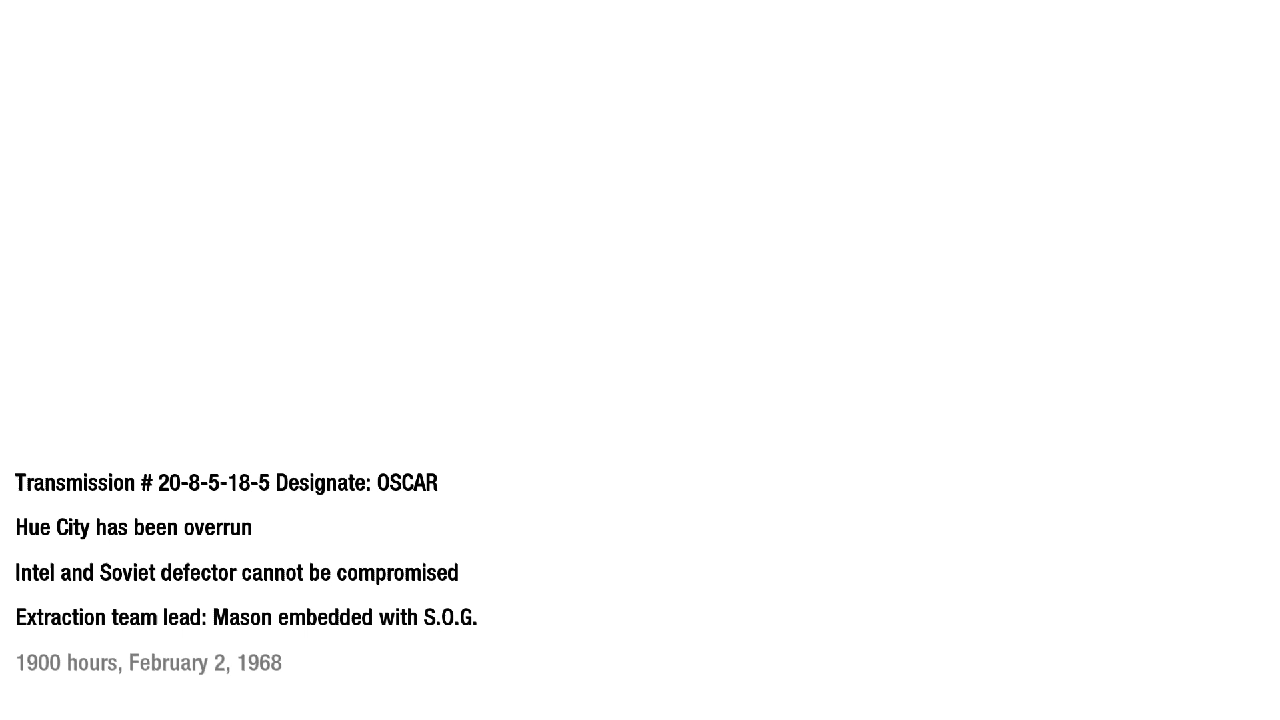 Transmission # 20-8-5-18-5 Designate: OSCAR
Hue City has been overrun
Intel and Soviet defector cannot be compromised
Extraction team lead: Mason embedded with S.O.G.
1900 hours, February 2, 1968